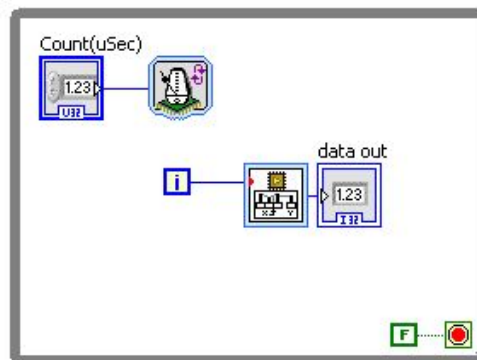 Count(uSec)
1.23
U32
data out
i
1.23
I32
X Y
F